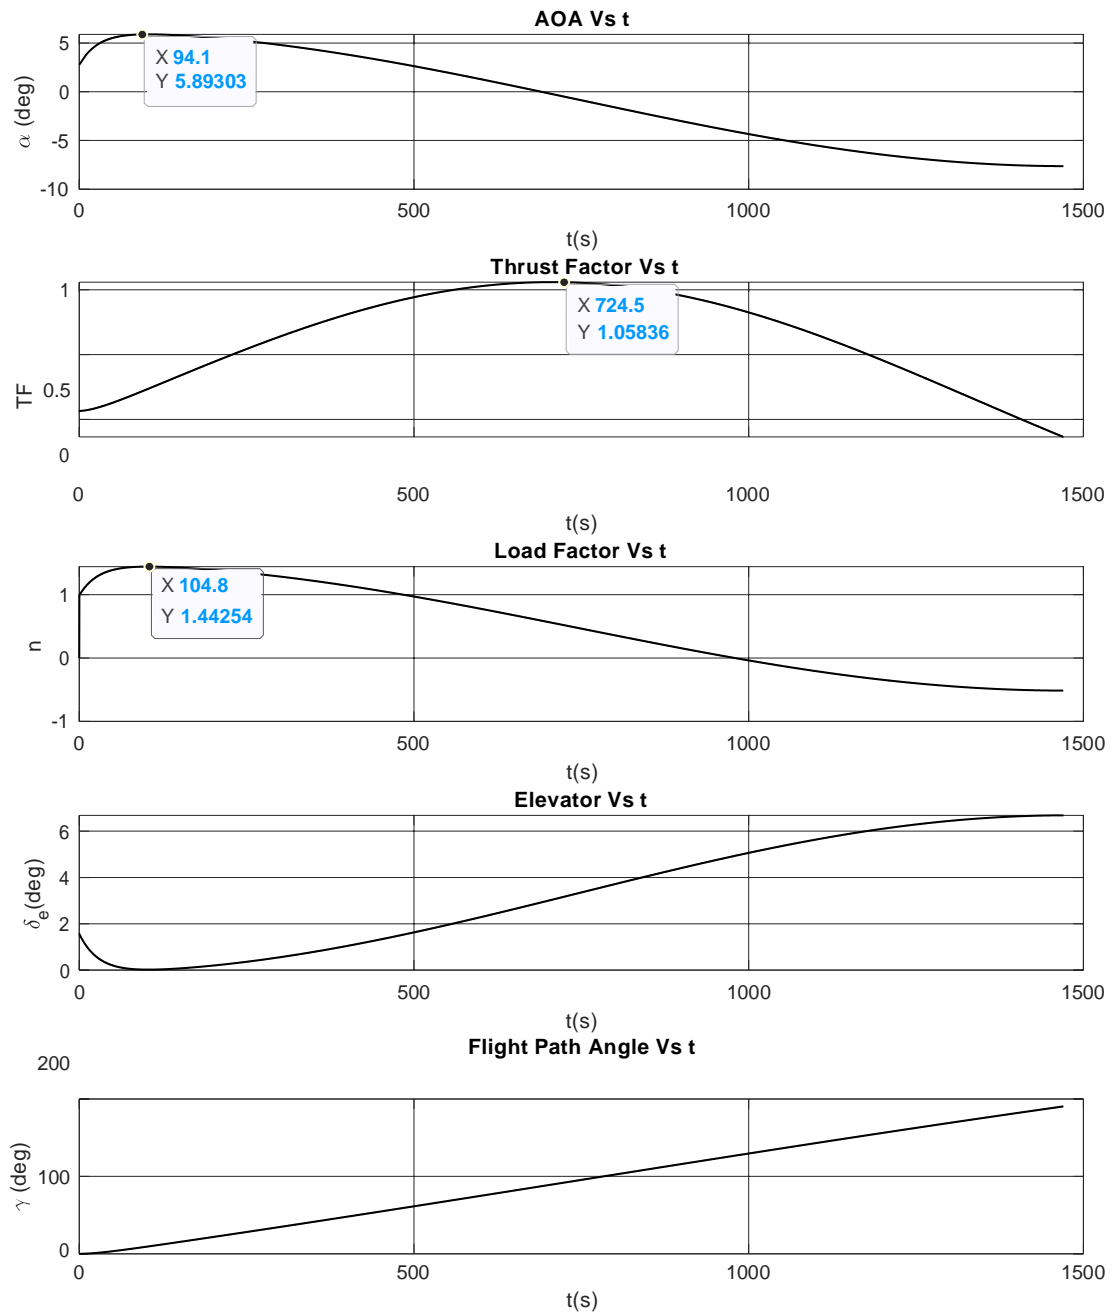 AOA Vs t
5
X 94.1
Y 5.89303
0
α (deg)
-5
-10
0 500 1000 1500
t(s)
Thrust Factor Vs t
1
X 724.5
Y 1.05836
TF
0.5
0
0 500 1000 1500
t(s)
Load Factor Vs t
1
X 104.8
Y 1.44254
n
0
-1
0 500 1000 1500
t(s)
Elevator Vs t
6
4
δe(deg)
2
0
0 500 1000 1500
t(s)
Flight Path Angle Vs t
200
γ (deg)
100
0
0 500 1000 1500
t(s)